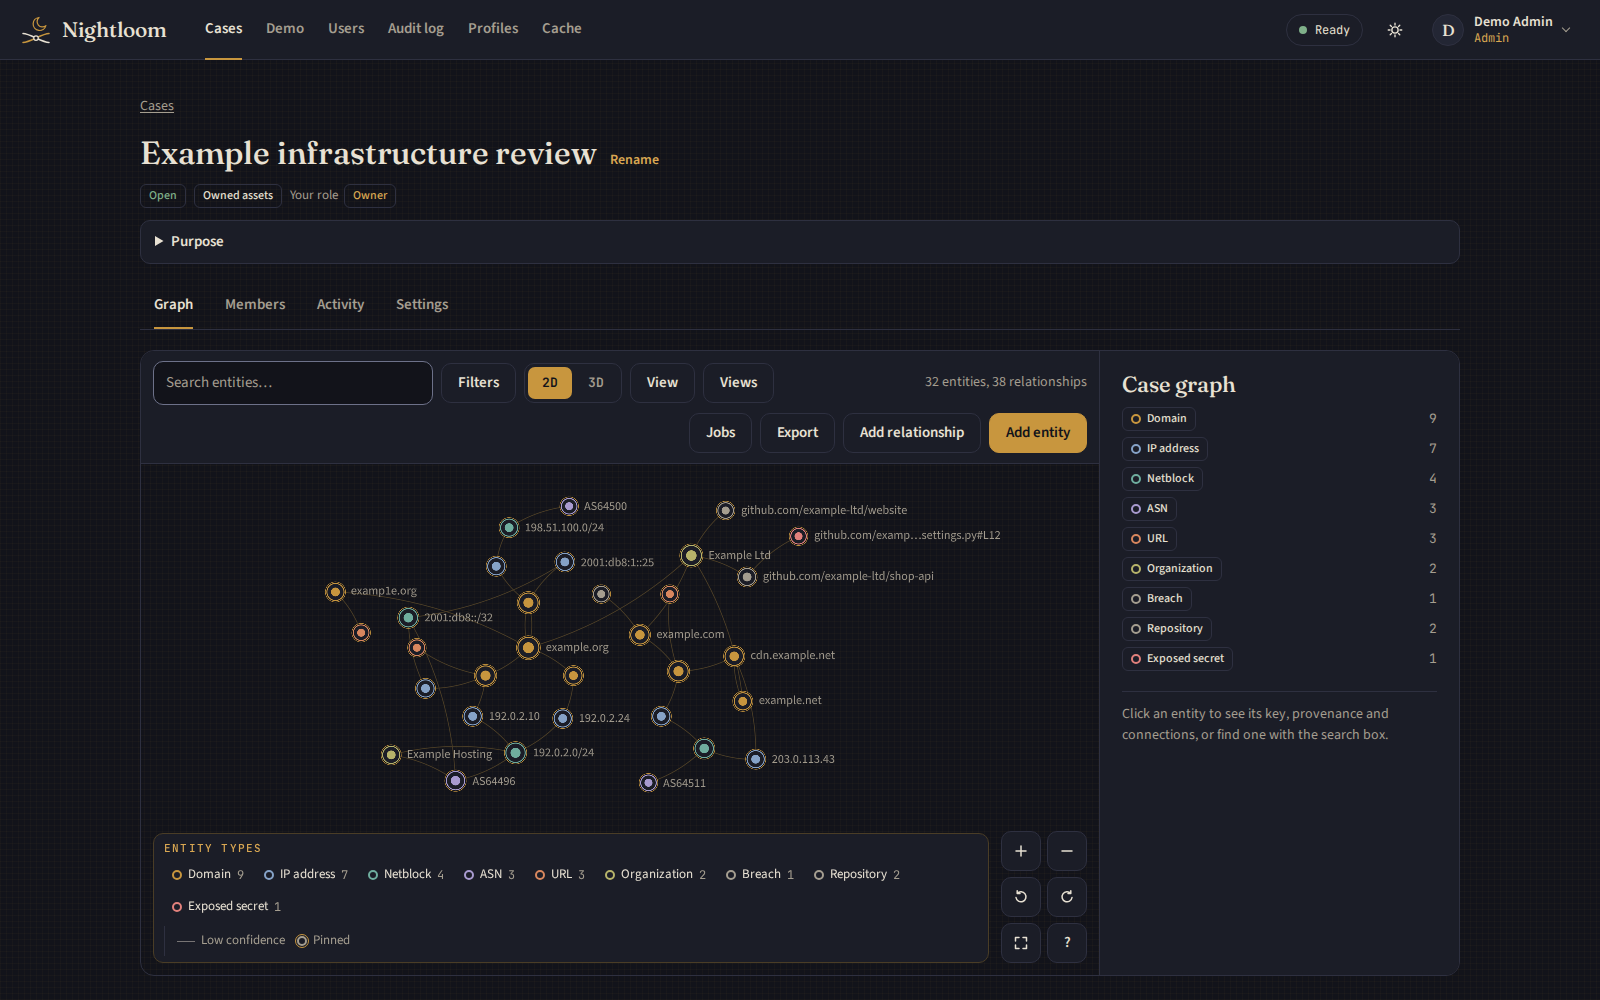 Nightloom Cases Demo Users Audit log Profiles Cache Ready D Demo Admin
Admin
Cases
Example infrastructure review Rename
Open Owned assets Your role Owner
Purpose
Graph Members Activity Settings
Search entities... Filters 2D 3D View Views 32 entities, 38 relationships
Jobs Export Add relationship Add entity
AS64500
198.51.100.0/24
2001:db8:1::25
github.com/example-ltd/website
github.com/examp…settings.py#L12
Example Ltd
github.com/example-ltd/shop-api
examp1e.org
2001:db8::/32
example.org
example.com
cdn.example.net
example.net
192.0.2.10
192.0.2.24
Example Hosting
192.0.2.0/24
203.0.113.43
AS64496
AS64511
ENTITY TYPES
Domain 9 IP address 7 Netblock 4 ASN 3 URL 3 Organization 2 Breach 1 Repository 2
Exposed secret 1
Low confidence Pinned
?
Case graph
Domain 9
IP address 7
Netblock 4
ASN 3
URL 3
Organization 2
Breach 1
Repository 2
Exposed secret 1
Click an entity to see its key, provenance and
connections, or find one with the search box.